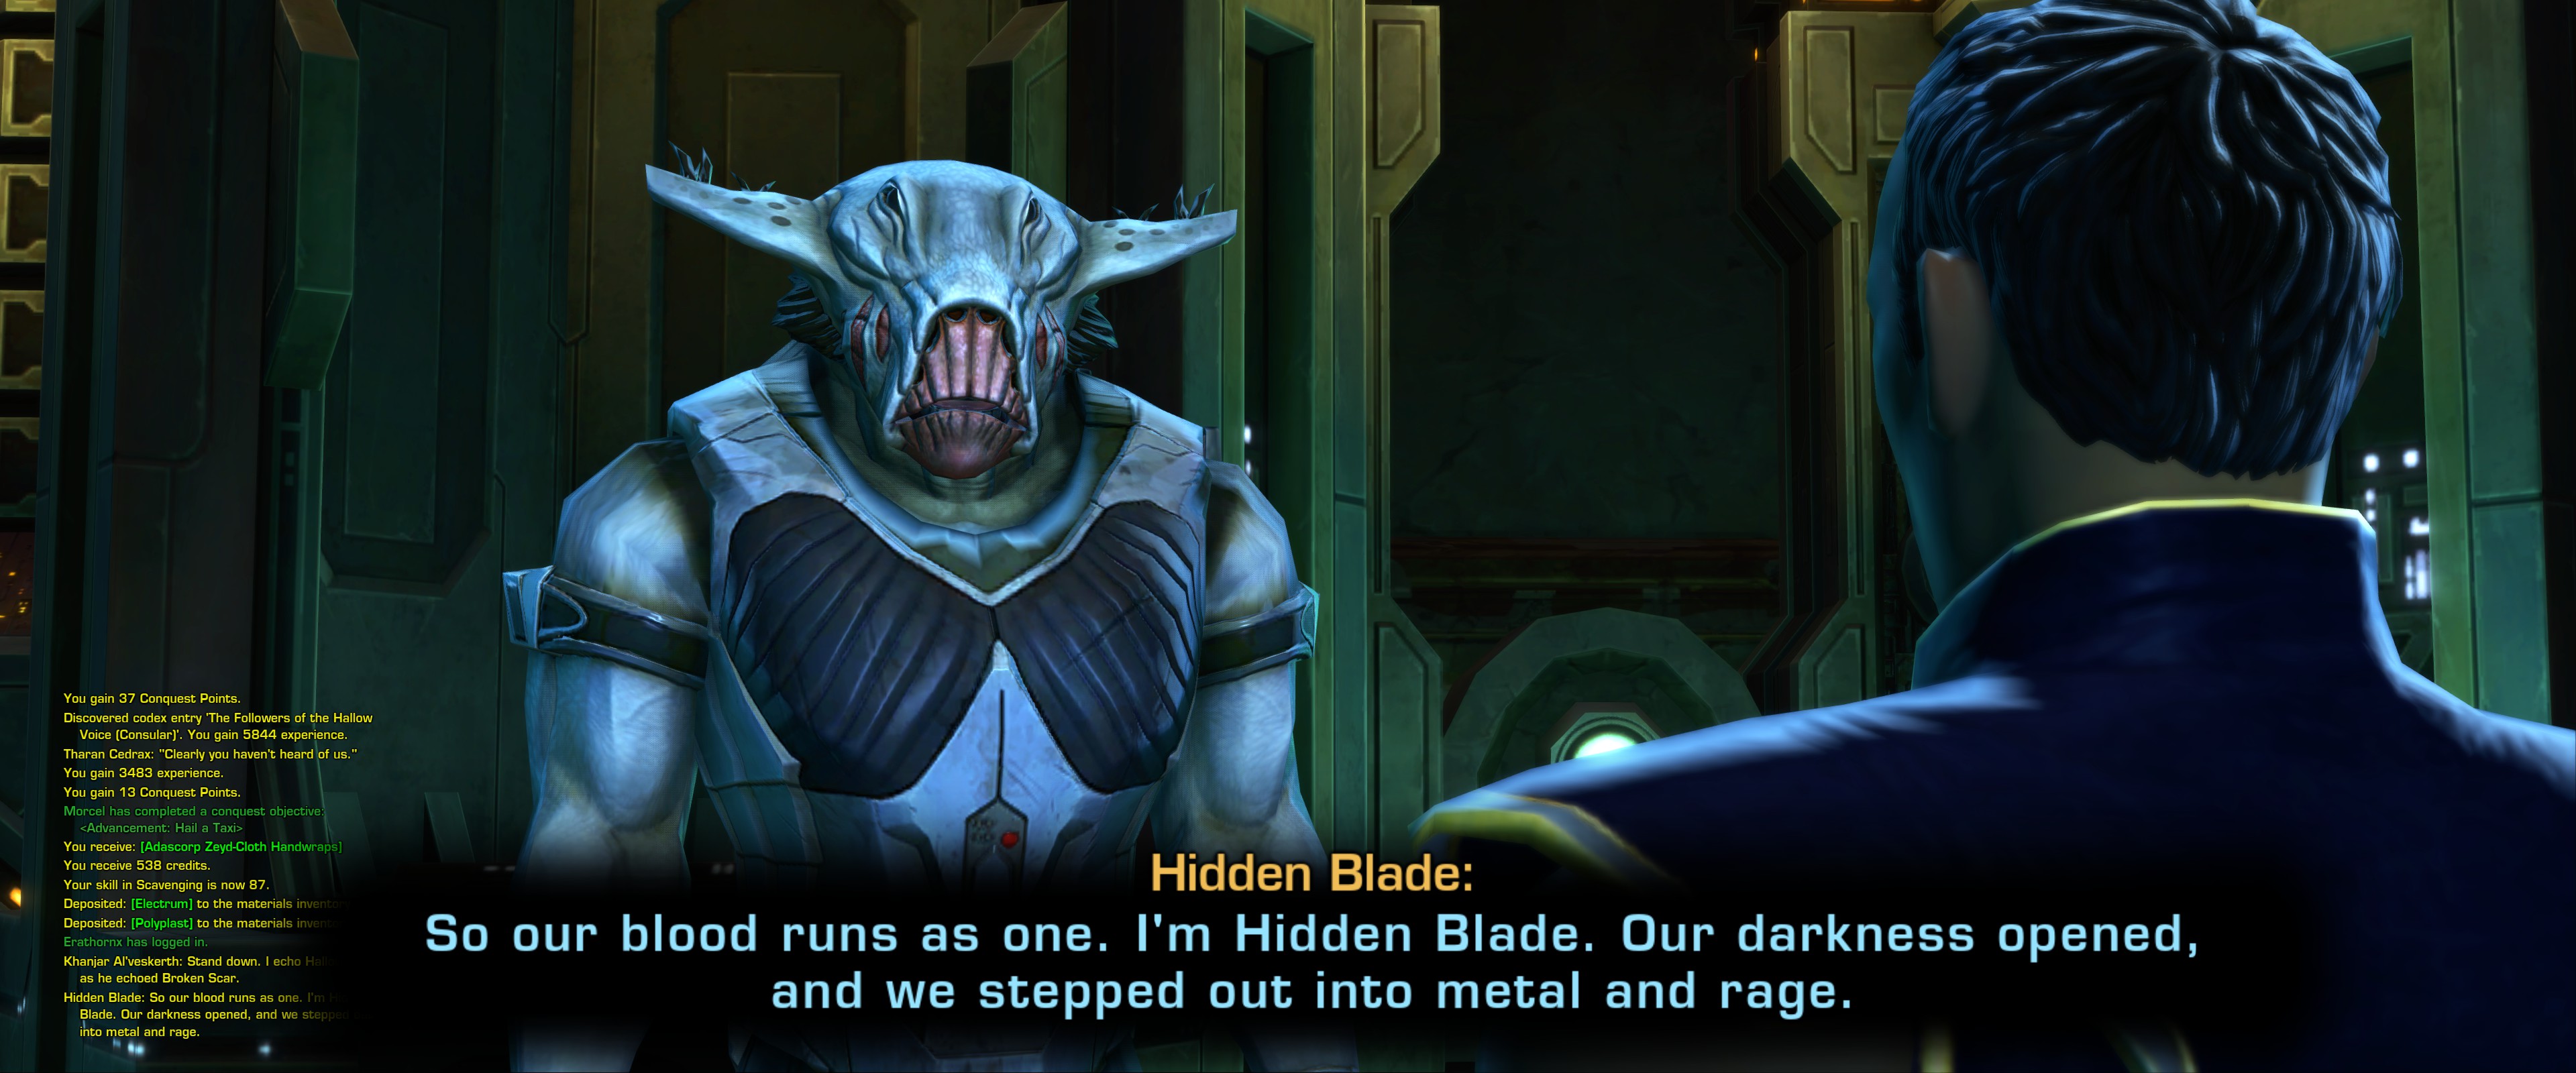 You gain 37 Conquest Points.
Discovered codex entry 'The Followers of the Hallow
Voice (Consular)'. You gain 5844 experience.
Tharan Cedrax: "Clearly you haven't heard of us."
You gain 3483 experience.
You gain 13 Conquest Points.
Morcel has completed a conquest objective:
<Advancement: Hail a Taxi>
You receive: [Adascorp Zeyd-Cloth Handwraps]
You receive 538 credits.
Your skill in Scavenging is now 87.
Deposited: [Electrum] to the materials
Deposited: [Polyplast] to the materials
Erathornx has logged in.
Khanjar Al'veskerth: Stand down. I echo
as he echoed Broken Scar.
Hidden Blade: So our blood runs as one. I'm
Blade. Our darkness opened, and we stepped
into metal and rage.
Hidden Blade:
So our blood runs as one. I'm Hidden Blade. Our darkness opened,
and we stepped out into metal and rage.